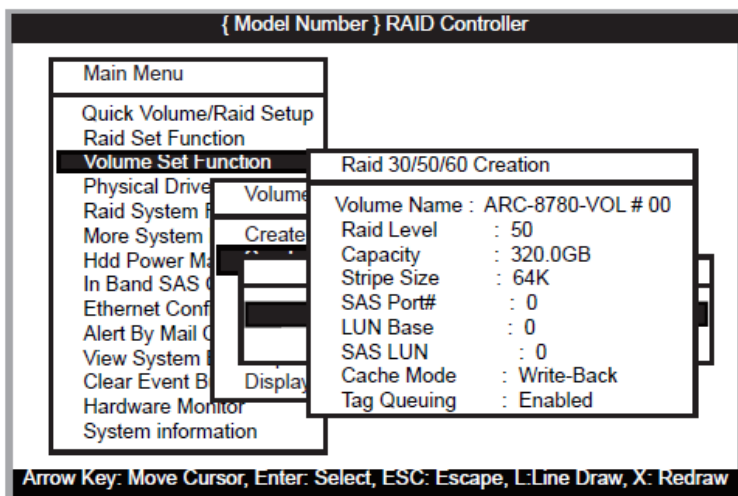 { Model Number } RAID Controller
Main Menu
Quick Volume/Raid Setup
Raid Set Function
Volume Set Function
Physical Drive
Raid System
More System
Hdd Power Ma
In Band SAS
Ethernet Conf
Alert By Mail
View System
Clear Event B
Hardware Monitor
System information
Volume
Create
Display
Raid 30/50/60 Creation
Volume Name : ARC-8780-VOL # 00
Raid Level : 50
Capacity : 320.0GB
Stripe Size : 64K
SAS Port# : 0
LUN Base : 0
SAS LUN : 0
Cache Mode : Write-Back
Tag Queuing : Enabled
Arrow Key: Move Cursor, Enter: Select, ESC: Escape, L:Line Draw, X: Redraw